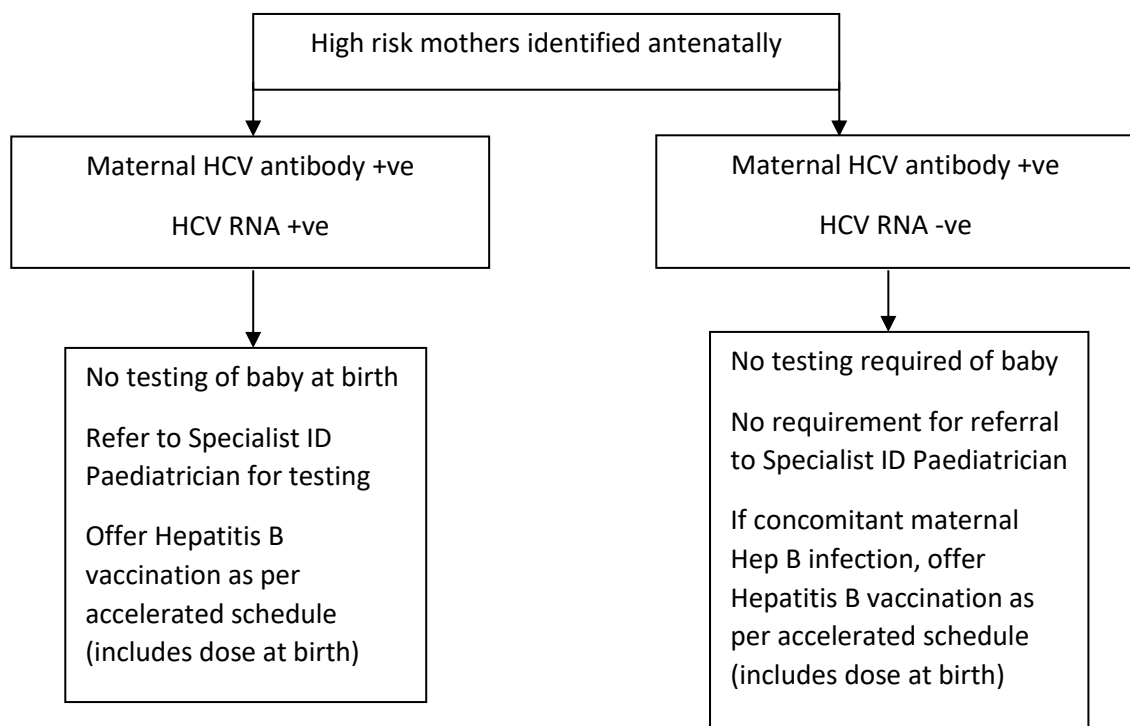 High risk mothers identified antenatally
Maternal HCV antibody +ve
HCV RNA +ve
Maternal HCV antibody +ve
HCV RNA -ve
No testing of baby at birth
Refer to Specialist ID
Paediatrician for testing
Offer Hepatitis B
vaccination as per
accelerated schedule
(includes dose at birth)
No testing required of baby
No requirement for referral
to Specialist ID Paediatrician
If concomitant maternal
Hep B infection, offer
Hepatitis B vaccination as
per accelerated schedule
(includes dose at birth)